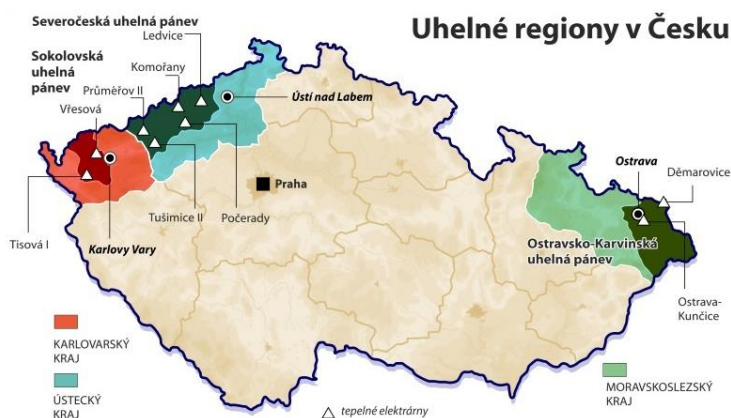 Uhelné regiony v Česku
Severočeská uhelná pánev
Ledvice
Sokolovská
uhelná
pánev
Komořany
Průměřov II
Vřesová
Ústí nad Labem
Praha
Tisová I
Karlovy Vary
Tušimice II
Počerady
Ostrava
Děmarovice
Ostravsko-Karvinská
uhelná pánev
Ostrava-
Kunčice
KARLOVARSKÝ
KRAJ
ÚSTECKÝ
KRAJ
MORAVSKOSLEZSKÝ
KRAJ
tepelné elektrárny